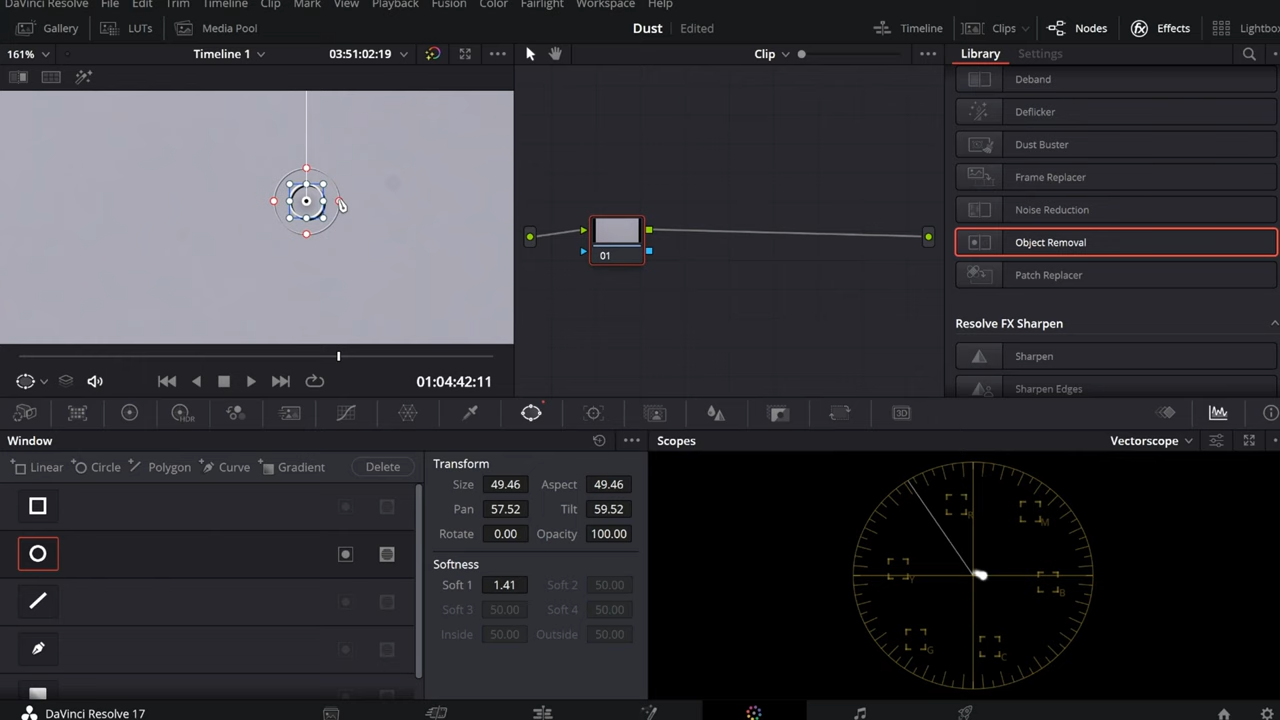 DaVinci Resolve File Edit Trim Timeline Clip Mark View Playback Fusion Color Fairlight Workspace Help
Gallery LUTs Media Pool Dust Edited Timeline Clips Nodes Effects Lightbo
161% Timeline 1 03:51:02:19 Clip Library Settings
Deband
Deflicker
Dust Buster
Frame Replacer
Noise Reduction
Object Removal
Patch Replacer
01
Resolve FX Sharpen
Sharpen
Sharpen Edges
01:04:42:11
3D
Window Scopes Vectorscope
Linear Circle Polygon Curve Gradient Delete
Transform
Size 49.46 Aspect 49.46
Pan 57.52 Tilt 59.52
Rotate 0.00 Opacity 100.00
Softness
Soft 1 1.41 Soft 2 50.00
Soft 3 50.00 Soft 4 50.00
Inside 50.00 Outside 50.00
R
M
Y
B
G
C
DaVinci Resolve 17